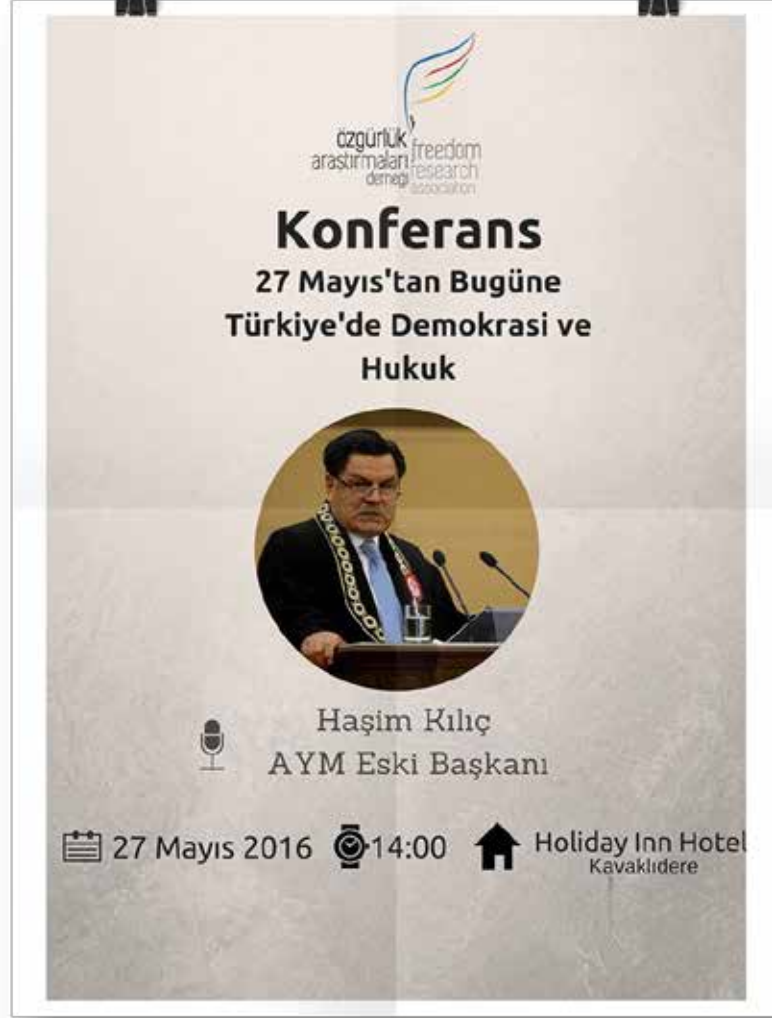 özgürlük
araştırmaları
derneği
freedom
research
association
Konferans
27 Mayıs'tan Bugüne
Türkiye'de Demokrasi ve
Hukuk
Haşim Kılıç
AYM Eski Başkanı
27 Mayıs 2016 14:00 Holiday Inn Hotel
Kavaklıdere